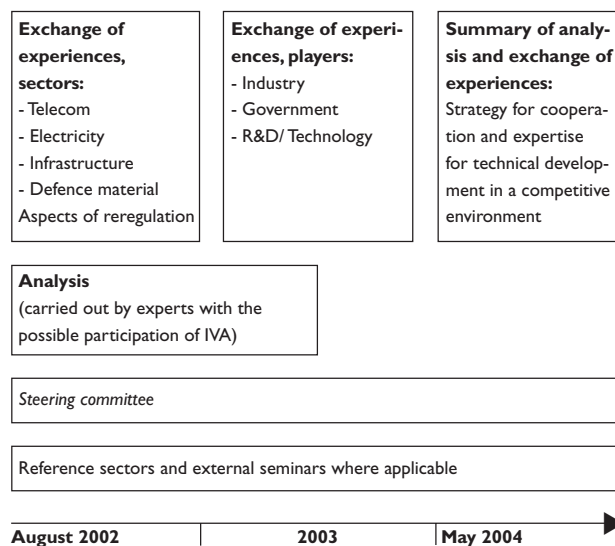 Exchange of
experiences,
sectors:
- Telecom
- Electricity
- Infrastructure
- Defence material
Aspects of reregulation
Exchange of experi-
ences, players:
- Industry
- Government
- R&D/ Technology
Summary of analy-
sis and exchange of
experiences:
Strategy for coopera-
tion and expertise
for technical develop-
ment in a competitive
environment
Analysis
(carried out by experts with the
possible participation of IVA)
Steering committee
Reference sectors and external seminars where applicable
August 2002
2003
May 2004